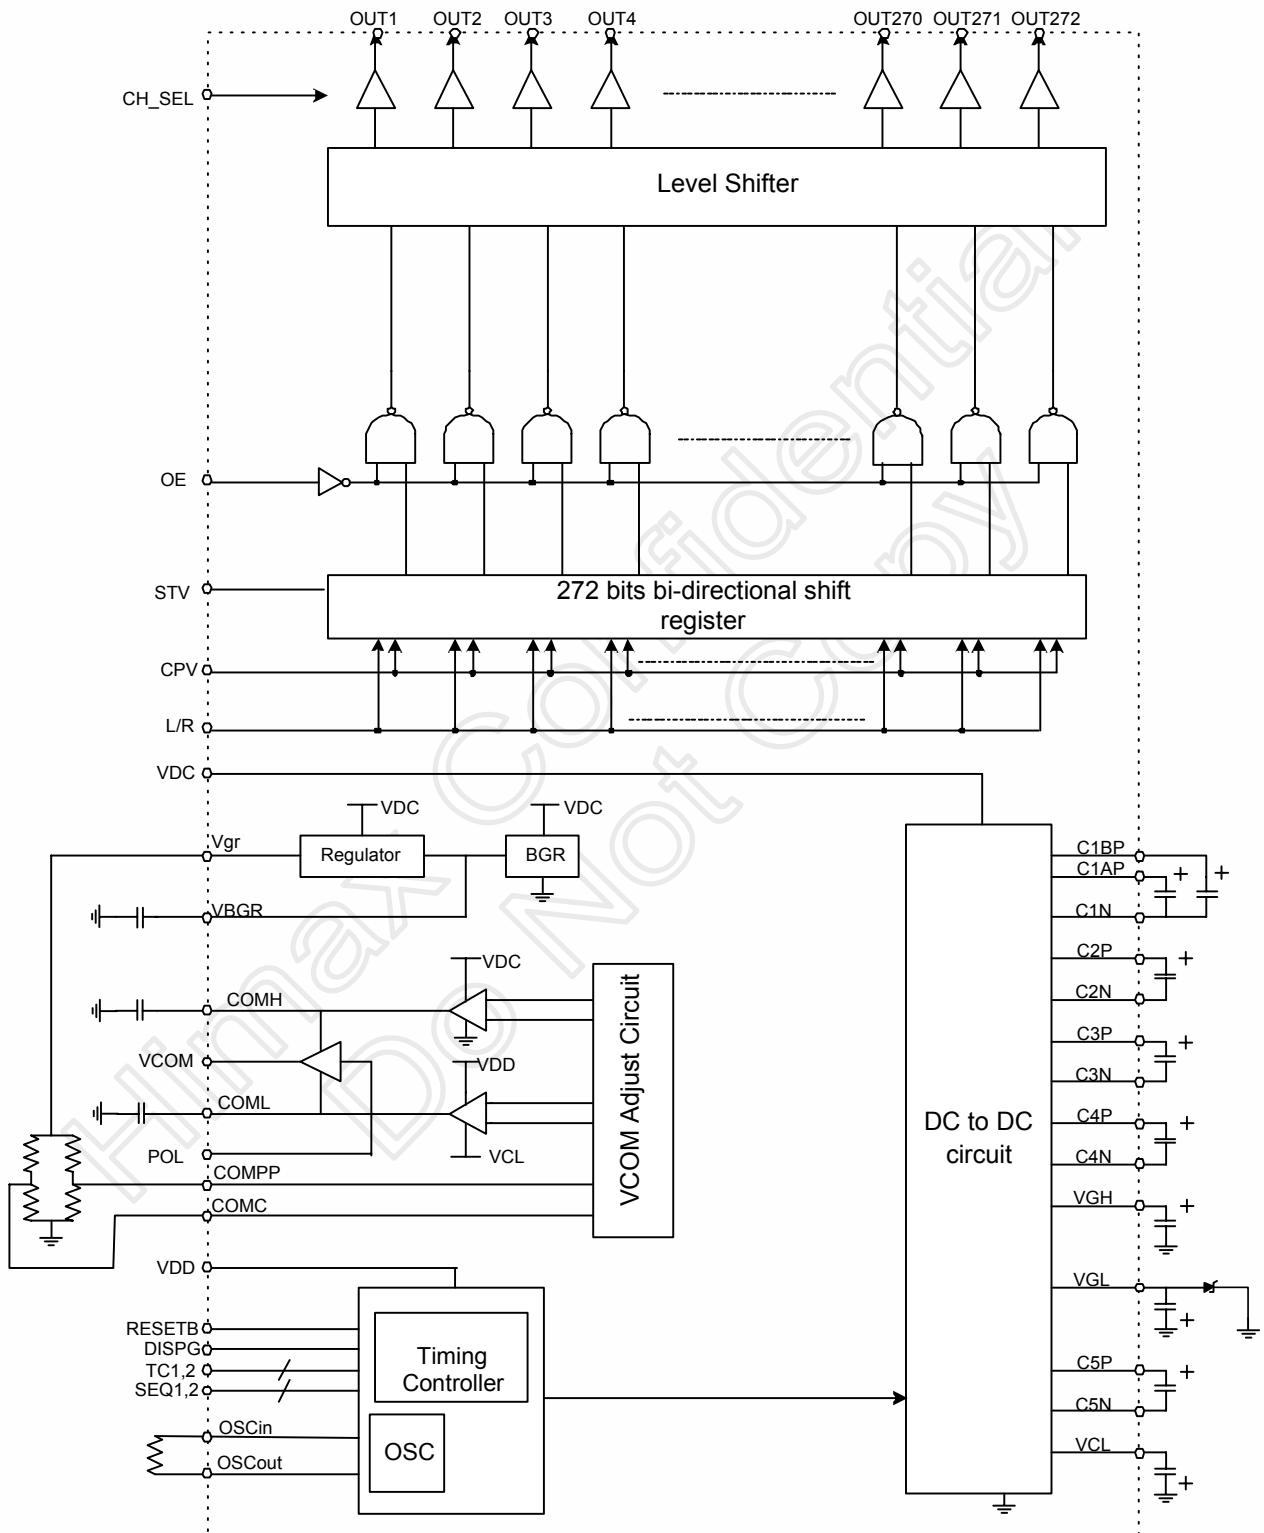 OUT1 OUT2 OUT3 OUT4 OUT270 OUT271 OUT272
CH_SEL
Level Shifter
OE
STV
272 bits bi-directional shift
register
CPV
L/R
VDC
VDC VDC
Vgr
Regulator
BGR
VBGR
VDC
COMH
VCOM
VDD
COML
POL
VCL
COMPP
COMC
VCOM Adjust Circuit
VDD
RESETB
DISPG
TC1,2
SEQ1,2
Timing
Controller
OSCin
OSC
OSCout
DC to DC
circuit
C1BP
C1AP
+ +
C1N
C2P
+
C2N
C3P
+
C3N
C4P
+
C4N
VGH
+
VGL
+
C5P
+
C5N
VCL
+
Himax Confidential
Do Not Copy